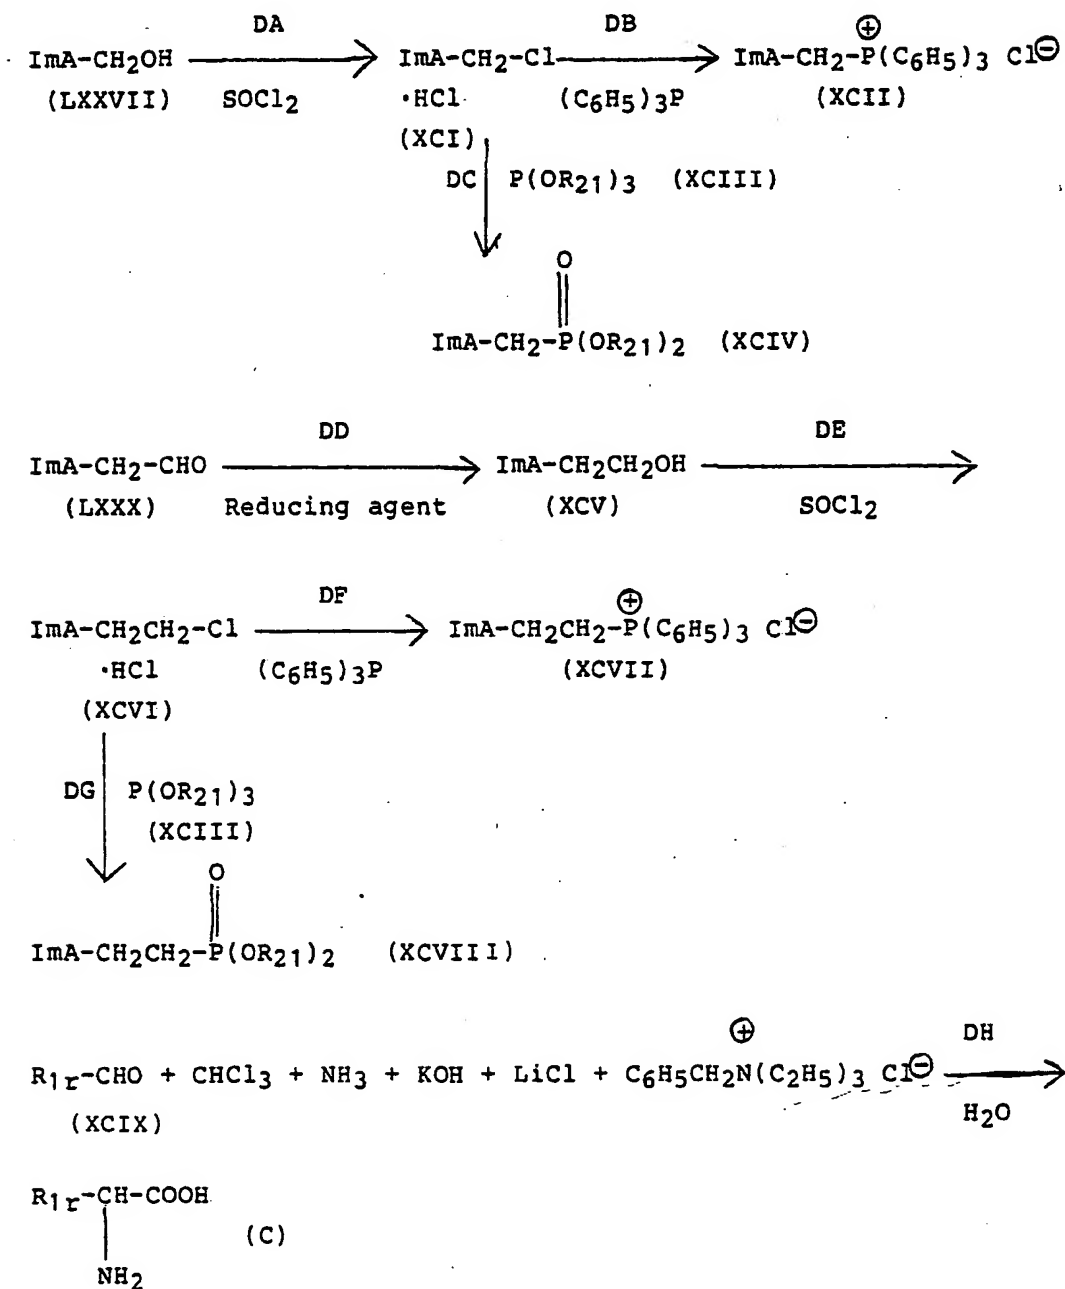 DA DB
ImA-CH2OH ImA-CH2-Cl ImA-CH2-P(C6H5)3 Cl
⊕ ⊖
(LXXVII) SOCl2 ·HCl (C6H5)3P (XCII)
(XCI)
DC P(OR21)3 (XCIII)
O
ImA-CH2-P(OR21)2 (XCIV)
DD DE
ImA-CH2-CHO ImA-CH2CH2OH
(LXXX) Reducing agent (XCV) SOCl2
DF ⊕
ImA-CH2CH2-Cl ImA-CH2CH2-P(C6H5)3 Cl⊖
·HCl (C6H5)3P (XCVII)
(XCVI)
DG P(OR21)3
(XCIII)
O
ImA-CH2CH2-P(OR21)2 (XCVIII)
⊕ DH
R1r-CHO + CHCl3 + NH3 + KOH + LiCl + C6H5CH2N(C2H5)3 Cl⊖
(XCIX) H2O
R1r-CH-COOH
(C)
NH2